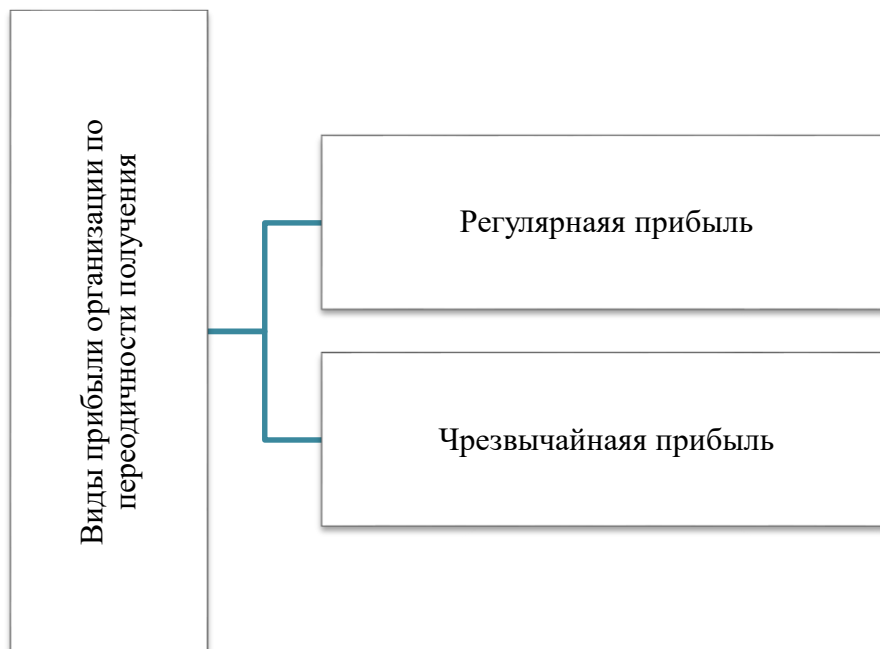 Виды прибыли организации по
переодичности получения
Регулярнаяя прибыль
Чрезвычайнаяя прибыль